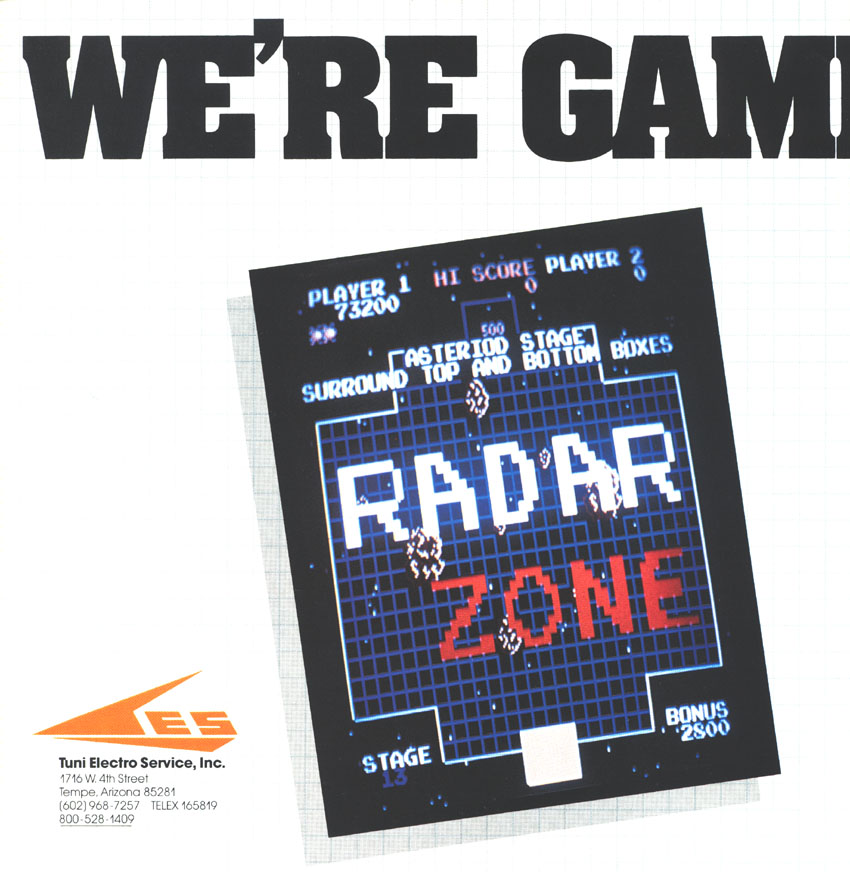 WE'RE GAM
PLAYER 1
73200
HI SCORE
0
PLAYER 2
0
500
ASTERIOD STAGE
SURROUND TOP AND BOTTOM BOXES
RADAR
ZONE
STAGE
13
BONUS
2800
TES
Tuni Electro Service, Inc.
1716 W. 4th Street
Tempe, Arizona 85281
(602) 968-7257 TELEX 165819
800-528-1409